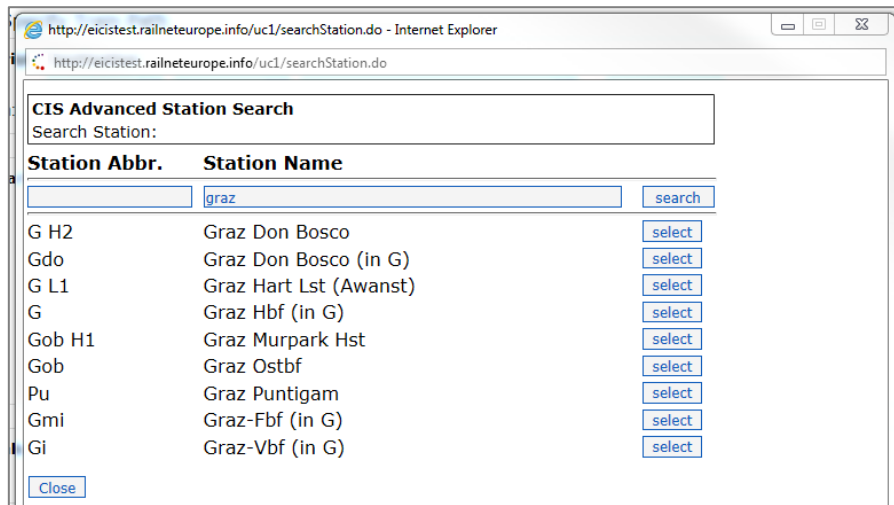 http://eicistest.railneteurope.info/uc1/searchStation.do - Internet Explorer
http://eicistest.railneteurope.info/uc1/searchStation.do
CIS Advanced Station Search
Search Station:
Station Abbr. Station Name
graz search
G H2 Graz Don Bosco select
Gdo Graz Don Bosco (in G) select
G L1 Graz Hart Lst (Awanst) select
G Graz Hbf (in G) select
Gob H1 Graz Murpark Hst select
Gob Graz Ostbf select
Pu Graz Puntigam select
Gmi Graz-Fbf (in G) select
Gi Graz-Vbf (in G) select
Close